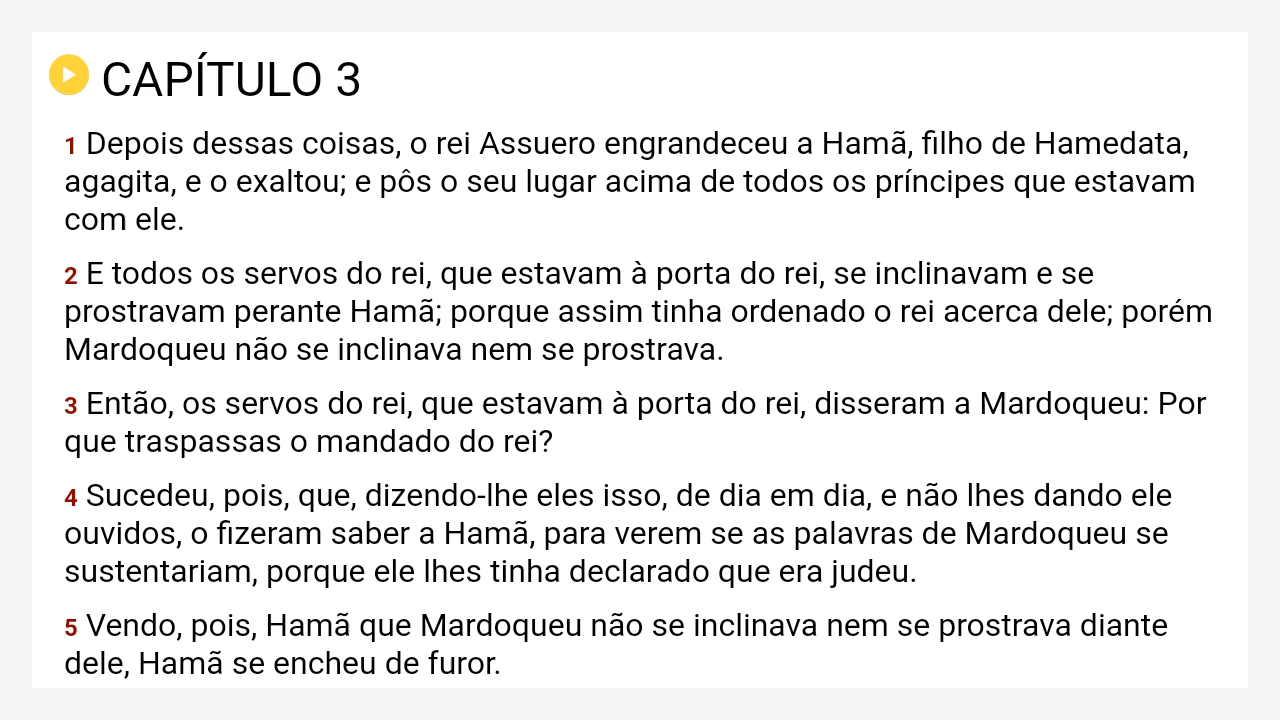 CAPÍTULO 3
1 Depois dessas coisas, o rei Assuero engrandeceu a Hamã, filho de Hamedata,
agagita, e o exaltou; e pôs o seu lugar acima de todos os príncipes que estavam
com ele.
2 E todos os servos do rei, que estavam à porta do rei, se inclinavam e se
prostravam perante Hamã; porque assim tinha ordenado o rei acerca dele; porém
Mardoqueu não se inclinava nem se prostrava.
3 Então, os servos do rei, que estavam à porta do rei, disseram a Mardoqueu: Por
que traspassas o mandado do rei?
4 Sucedeu, pois, que, dizendo-lhe eles isso, de dia em dia, e não lhes dando ele
ouvidos, o fizeram saber a Hamã, para verem se as palavras de Mardoqueu se
sustentariam, porque ele lhes tinha declarado que era judeu.
5 Vendo, pois, Hamã que Mardoqueu não se inclinava nem se prostrava diante
dele, Hamã se encheu de furor.